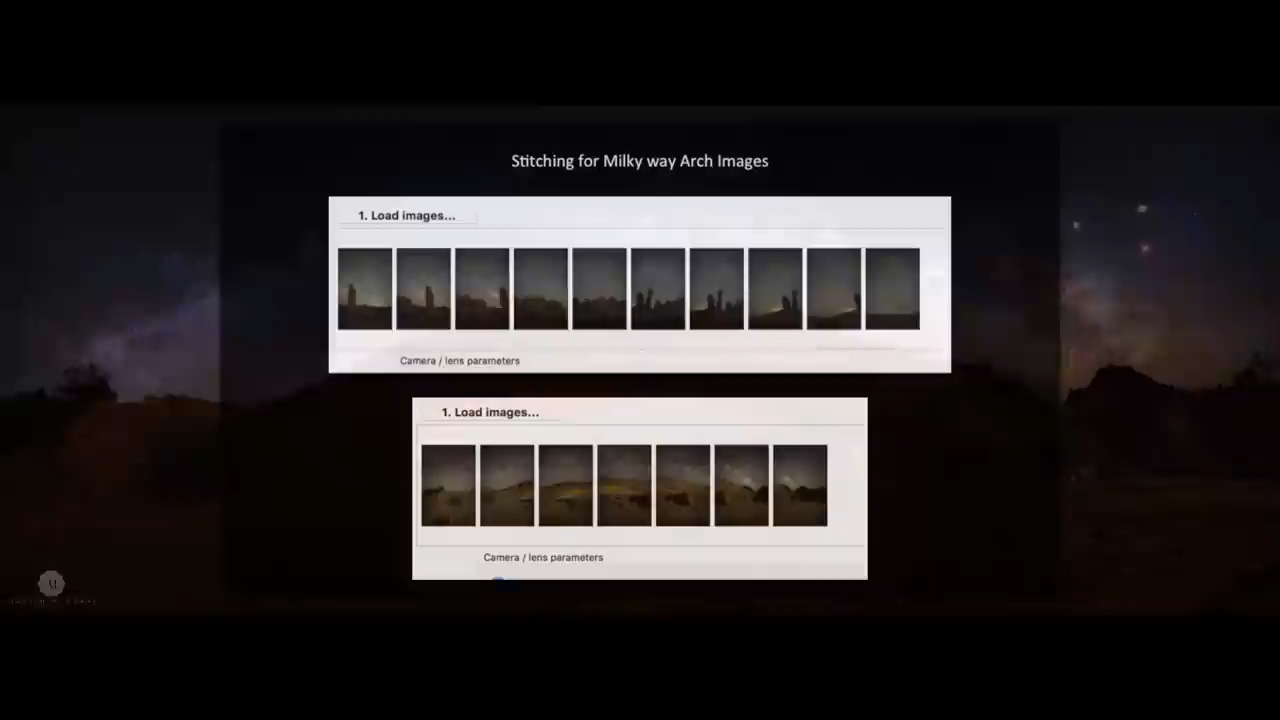 Stitching for Milky way Arch Images
1. Load images...
Camera / lens parameters
1. Load images...
Camera / lens parameters